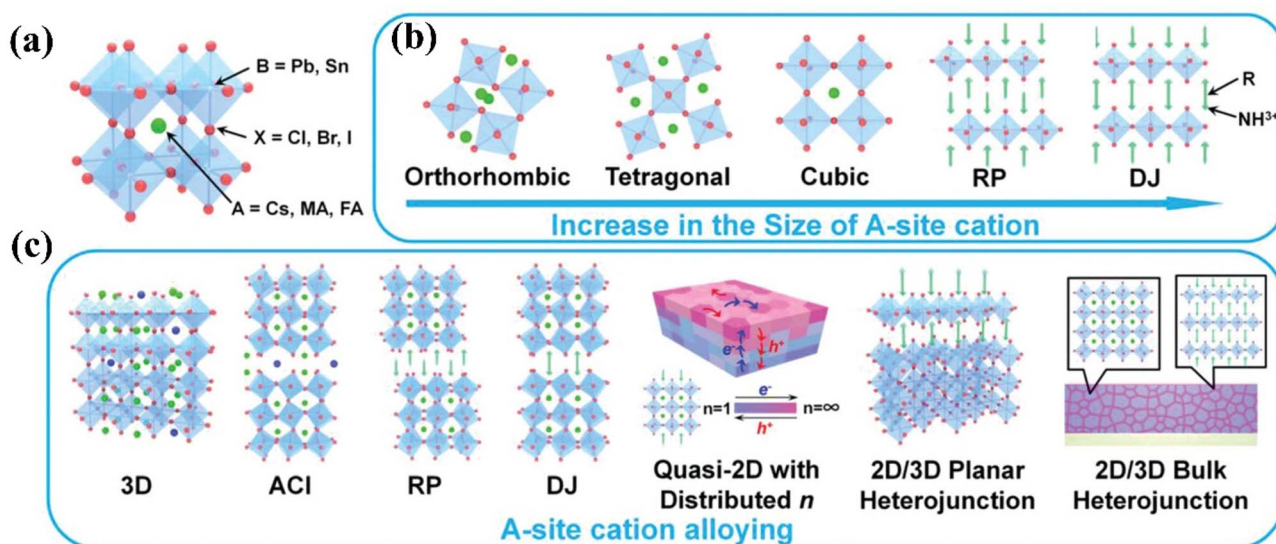 (a)
B = Pb, Sn
X = Cl, Br, I
A = Cs, MA, FA
(b)
R
NH³⁺
Orthorhombic
Tetragonal
Cubic
RP
DJ
Increase in the Size of A-site cation
(c)
3D
ACI
RP
DJ
e⁻
h⁺
e⁻
n=1
n=∞
h⁺
Quasi-2D with
Distributed n
2D/3D Planar
Heterojunction
2D/3D Bulk
Heterojunction
A-site cation alloying